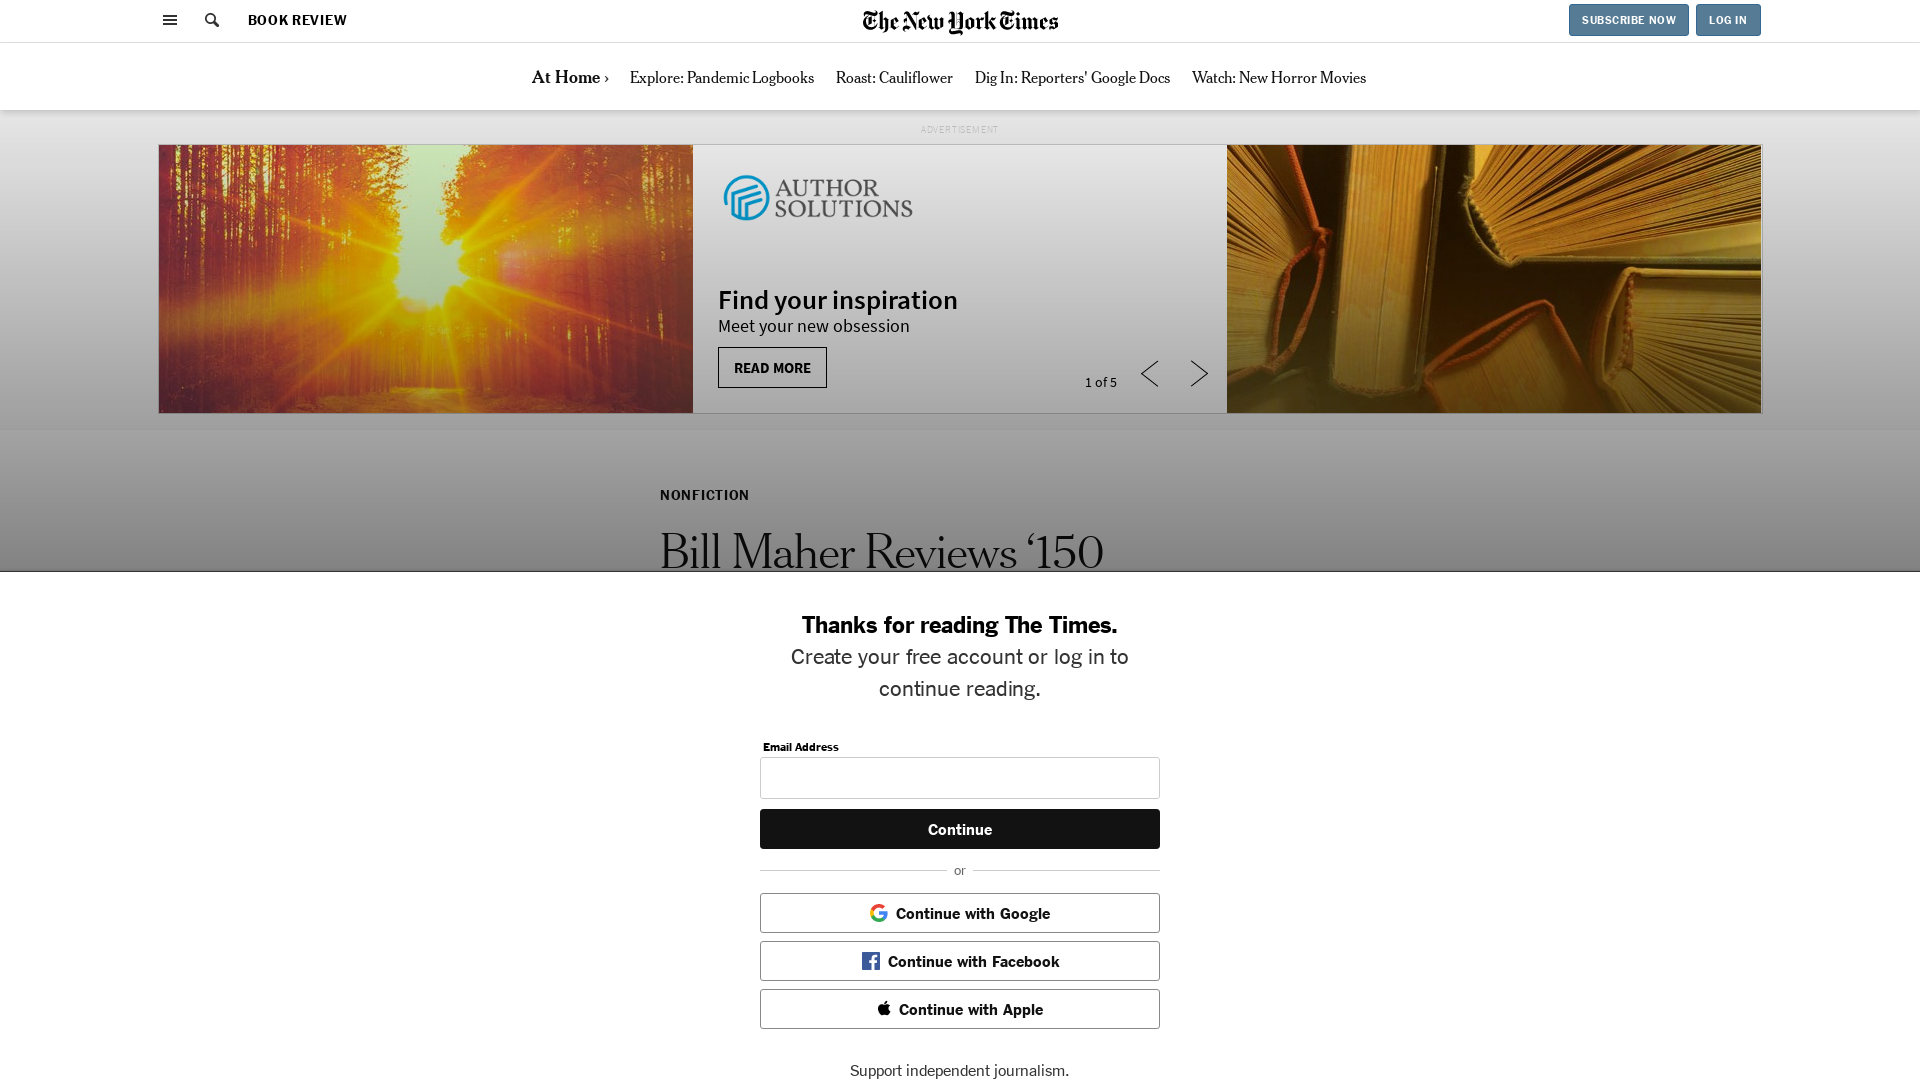 BOOK REVIEW
The New York Times
SUBSCRIBE NOW
LOG IN
At Home ›
Explore: Pandemic Logbooks
Roast: Cauliflower
Dig In: Reporters' Google Docs
Watch: New Horror Movies
ADVERTISEMENT
AUTHOR
SOLUTIONS
Find your inspiration
Meet your new obsession
READ MORE
1 of 5
NONFICTION
Bill Maher Reviews ‘150
Thanks for reading The Times.
Create your free account or log in to
continue reading.
Email Address
Continue
or
Continue with Google
Continue with Facebook
Continue with Apple
Support independent journalism.